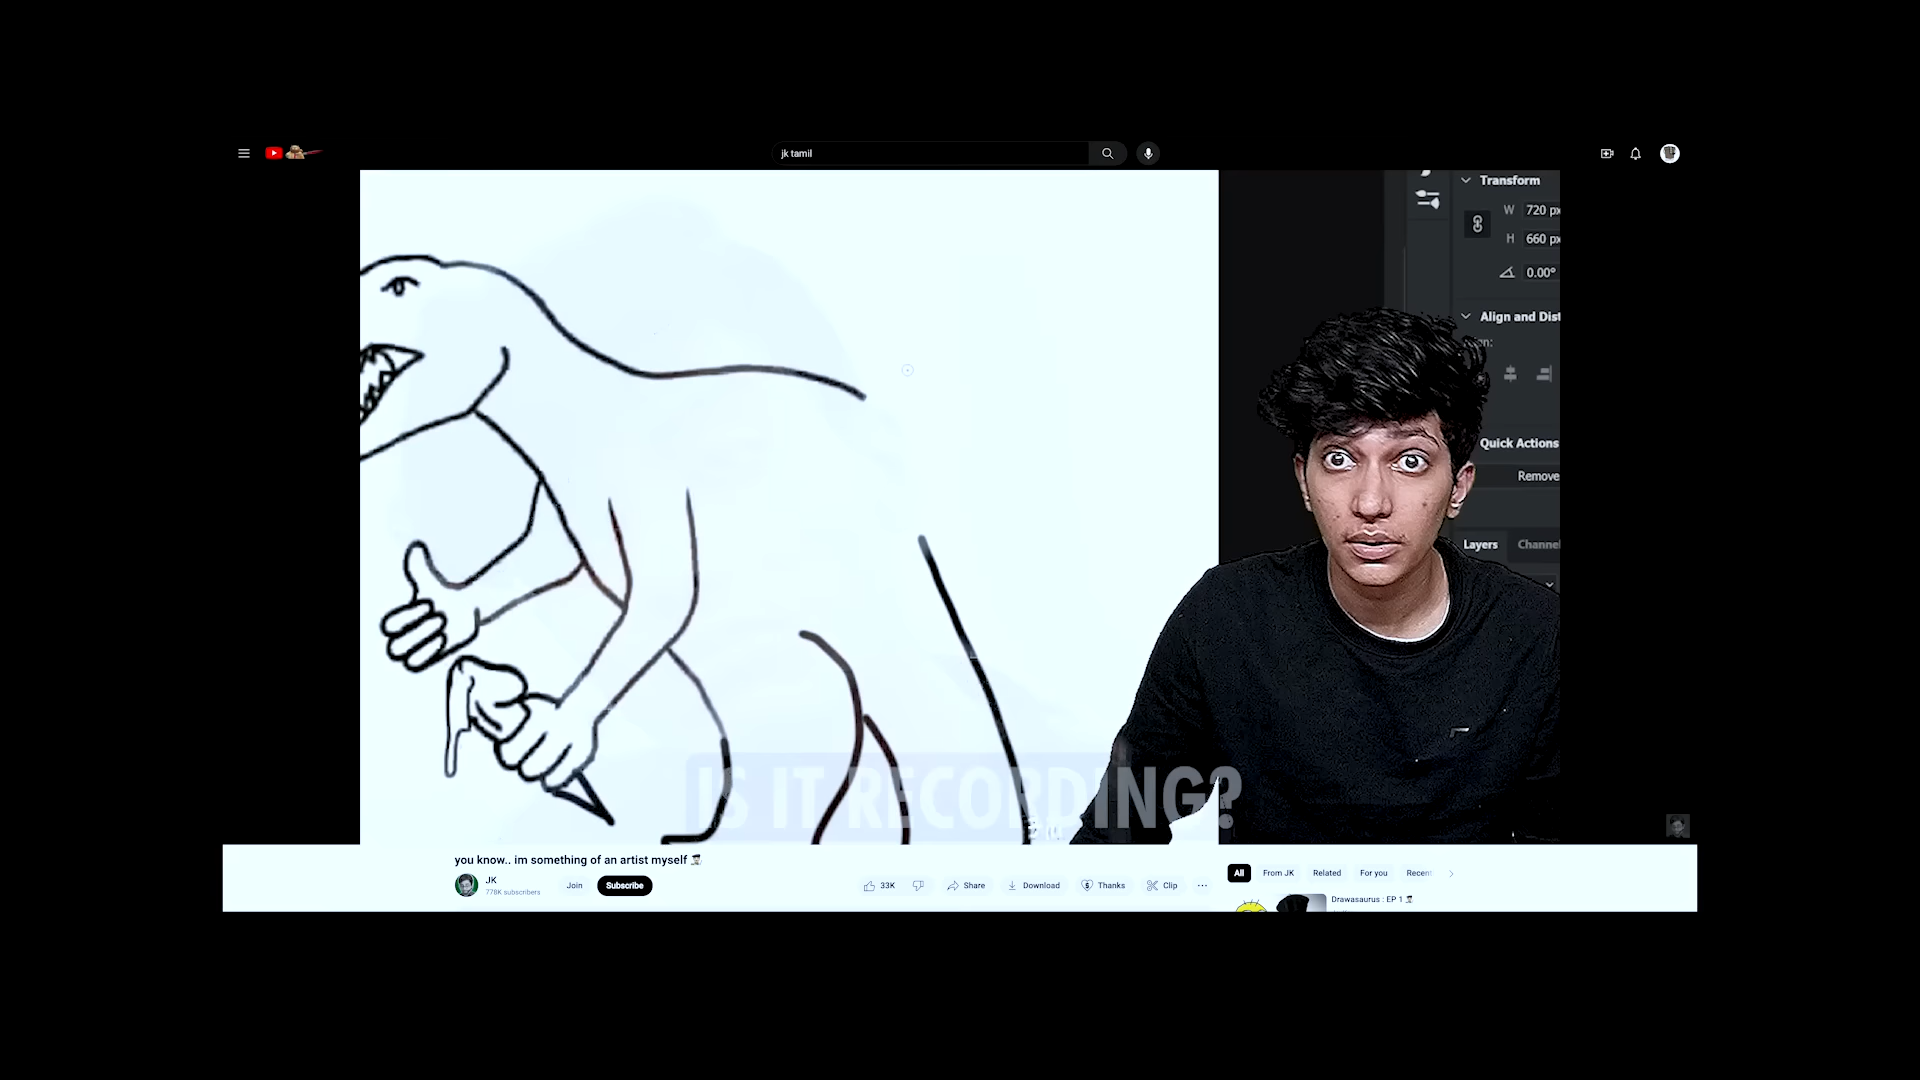 jk tamil
Transform
W 720 px
H 660 px
0.00°
Align and Dist
Quick Actions
Remove
Layers Channe
IS IT RECORDING?
you know.. im something of an artist myself
JK
778K subscribers
Join
Subscribe
33K
Share
Download
Thanks
Clip
All
From JK
Related
For you
Recent
Drawasaurus : EP 1